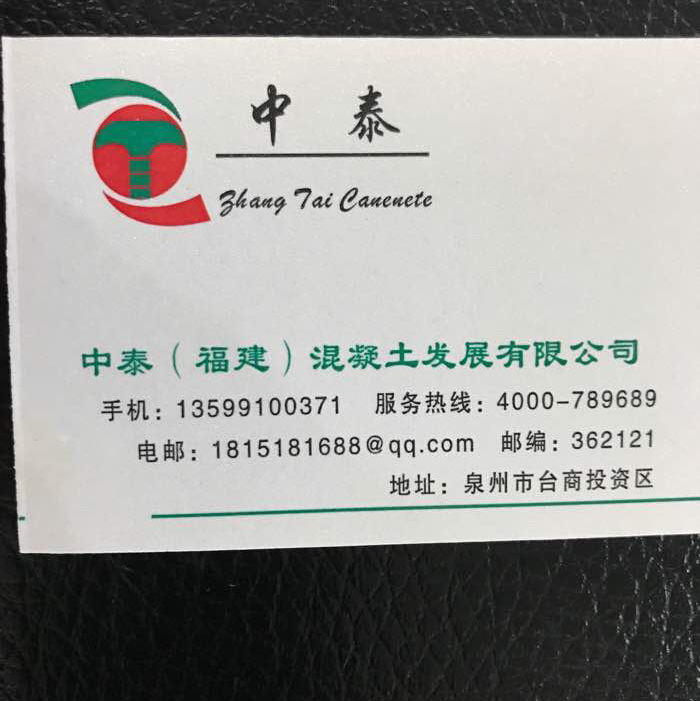 中泰
Zhang Tai Canenete
中泰（福建）混凝土发展有限公司
手机：13599100371 服务热线：4000-789689
电邮：1815181688@qq.com 邮编：362121
地址：泉州市台商投资区